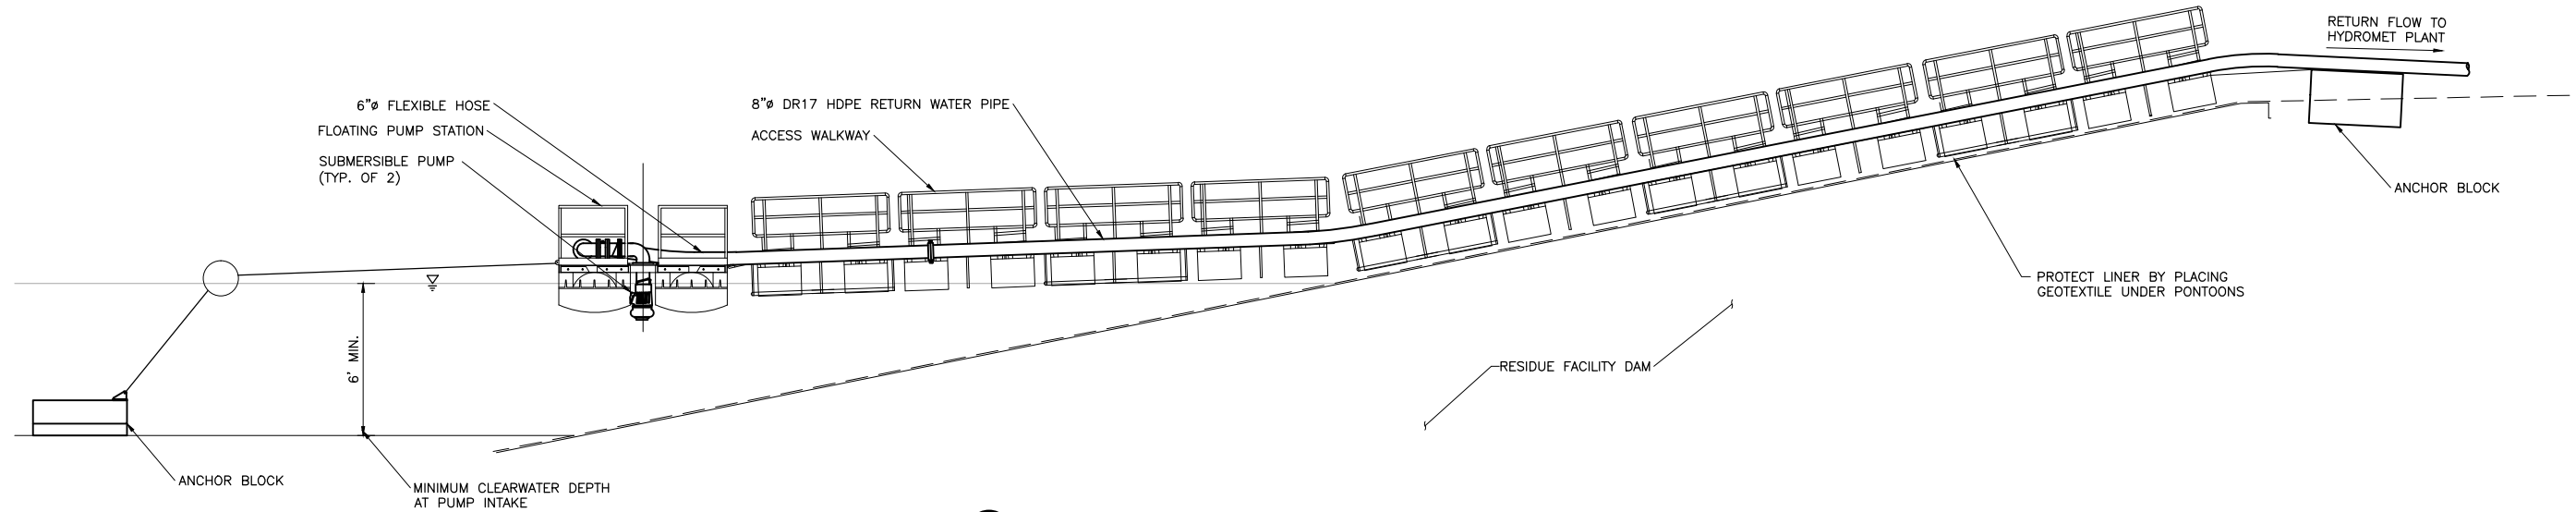 RETURN FLOW TO
HYDROMET PLANT
6"ø FLEXIBLE HOSE
FLOATING PUMP STATION
SUBMERSIBLE PUMP
(TYP. OF 2)
8"ø DR17 HDPE RETURN WATER PIPE
ACCESS WALKWAY
ANCHOR BLOCK
PROTECT LINER BY PLACING
GEOTEXTILE UNDER PONTOONS
6' MIN.
RESIDUE FACILITY DAM
ANCHOR BLOCK
MINIMUM CLEARWATER DEPTH
AT PUMP INTAKE